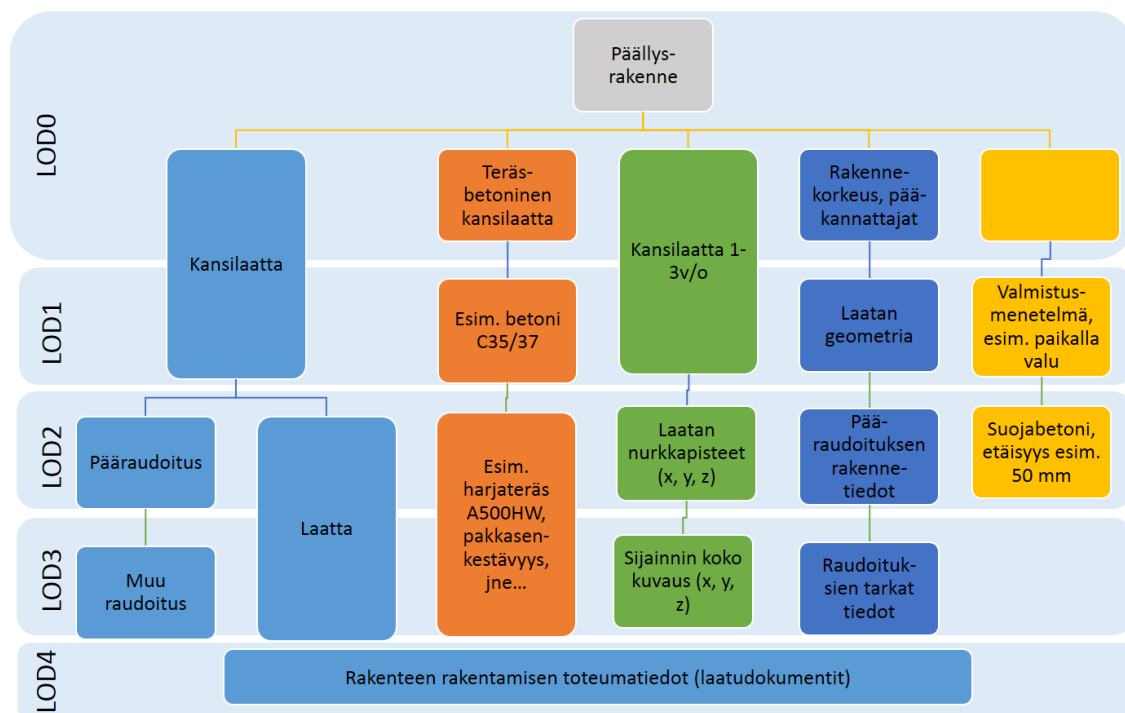 LOD0
Päällys-
rakenne
Kansilaatta
Teräs-
betoninen
kansilaatta
Kansilaatta 1-
3v/o
Rakenne-
korkeus, pää-
kannattajat
LOD1
Esim. betoni
C35/37
Laatan
geometria
Valmistus-
menetelmä,
esim. paikalla
valu
LOD2
Pääraudoitus
Laatta
Esim.
harjateräs
A500HW,
pakkasen-
kestävyys,
jne...
Laatan
nurkkapisteet
(x, y, z)
Pää-
raudoituksen
rakenne-
tiedot
Suojabetoni,
etäisyys esim.
50 mm
LOD3
Muu
raudoitus
Sijainnin koko
kuvaus (x, y,
z)
Raudoituk-
sien tarkat
tiedot
LOD4
Rakenteen rakentamisen toteumatiedot (laatudokumentit)